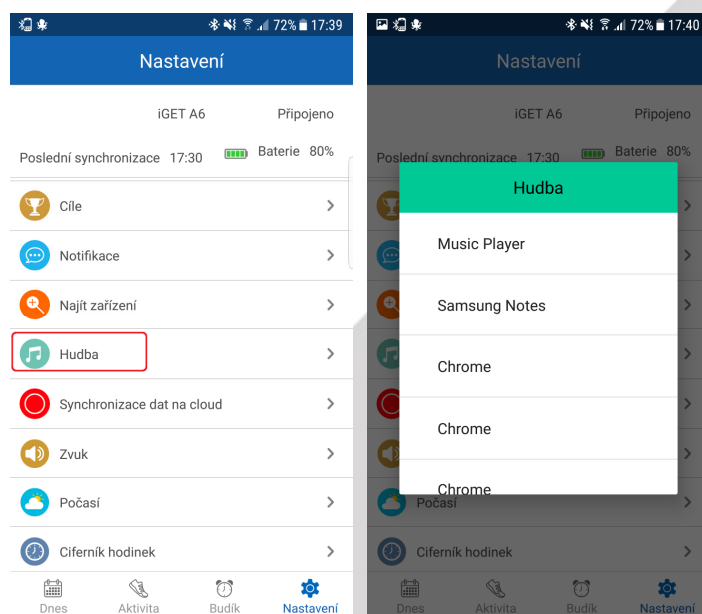 72% 17:39
Nastavení
iGET A6 Připojeno
Poslední synchronizace 17:30 Baterie 80%
Cíle
Notifikace
Najít zařízení
Hudba
Synchronizace dat na cloud
Zvuk
Počasí
Ciferník hodinek
Dnes Aktivita Budík Nastavení
72% 17:40
Nastavení
iGET A6 Připojeno
Poslední synchronizace 17:30 Baterie 80%
Hudba
Music Player
Samsung Notes
Chrome
Chrome
Chrome
Počasí
Ciferník hodinek
Dnes Aktivita Budík Nastavení